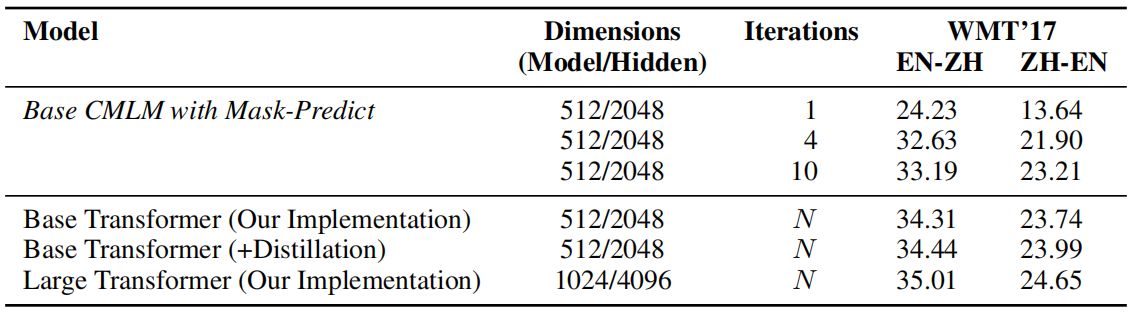 Model Dimensions Iterations WMT’17
(Model/Hidden) EN-ZH ZH-EN
Base CMLM with Mask-Predict 512/2048 1 24.23 13.64
512/2048 4 32.63 21.90
512/2048 10 33.19 23.21
Base Transformer (Our Implementation) 512/2048 N 34.31 23.74
Base Transformer (+Distillation) 512/2048 N 34.44 23.99
Large Transformer (Our Implementation) 1024/4096 N 35.01 24.65